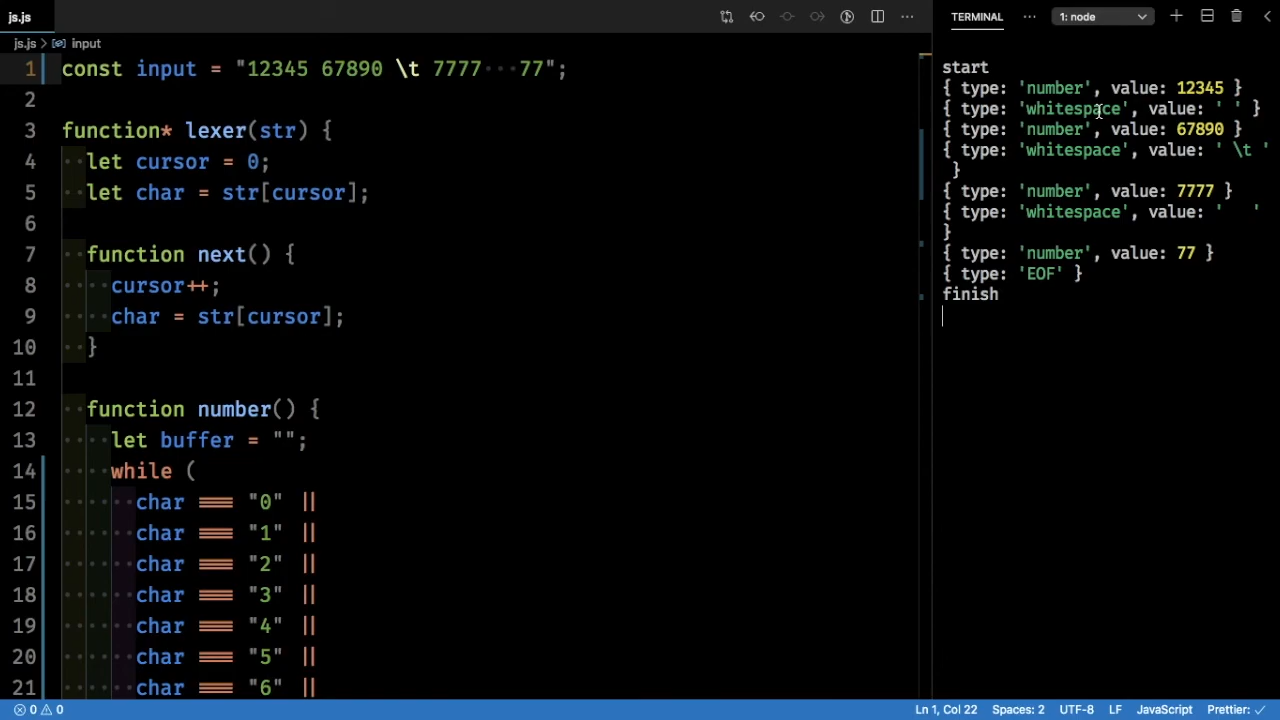 js.js
js.js > input
1 const input = "12345 67890 \t 7777···77";
2
3 function* lexer(str) {
4 let cursor = 0;
5 let char = str[cursor];
6
7 function next() {
8 cursor++;
9 char = str[cursor];
10 }
11
12 function number() {
13 let buffer = "";
14 while (
15 char === "0" ||
16 char === "1" ||
17 char === "2" ||
18 char === "3" ||
19 char === "4" ||
20 char === "5" ||
21 char === "6" ||
TERMINAL ··· 1: node
start
{ type: 'number', value: 12345 }
{ type: 'whitespace', value: ' ' }
{ type: 'number', value: 67890 }
{ type: 'whitespace', value: ' \t '
}
{ type: 'number', value: 7777 }
{ type: 'whitespace', value: '   '
}
{ type: 'number', value: 77 }
{ type: 'EOF' }
finish
0 0 Ln 1, Col 22 Spaces: 2 UTF-8 LF JavaScript Prettier: ✓